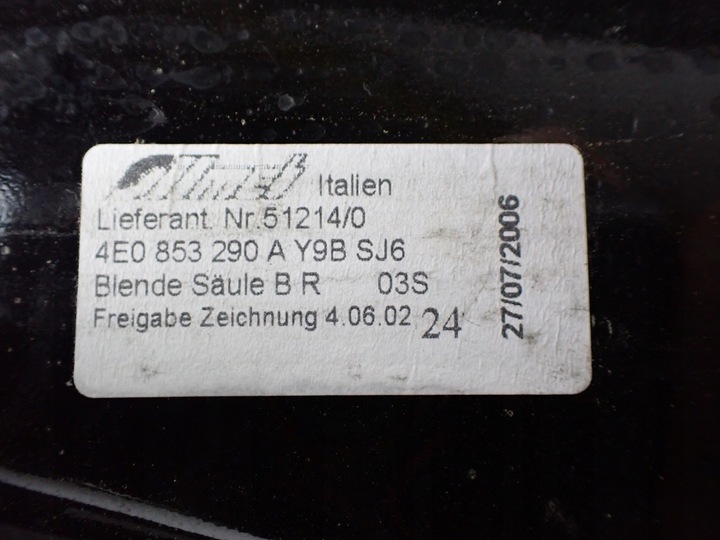 Italien
Lieferant. Nr.51214/0
4E0 853 290 A Y9B SJ6
Blende Säule B R 03S
Freigabe Zeichnung 4.06.02 24
27/07/2006